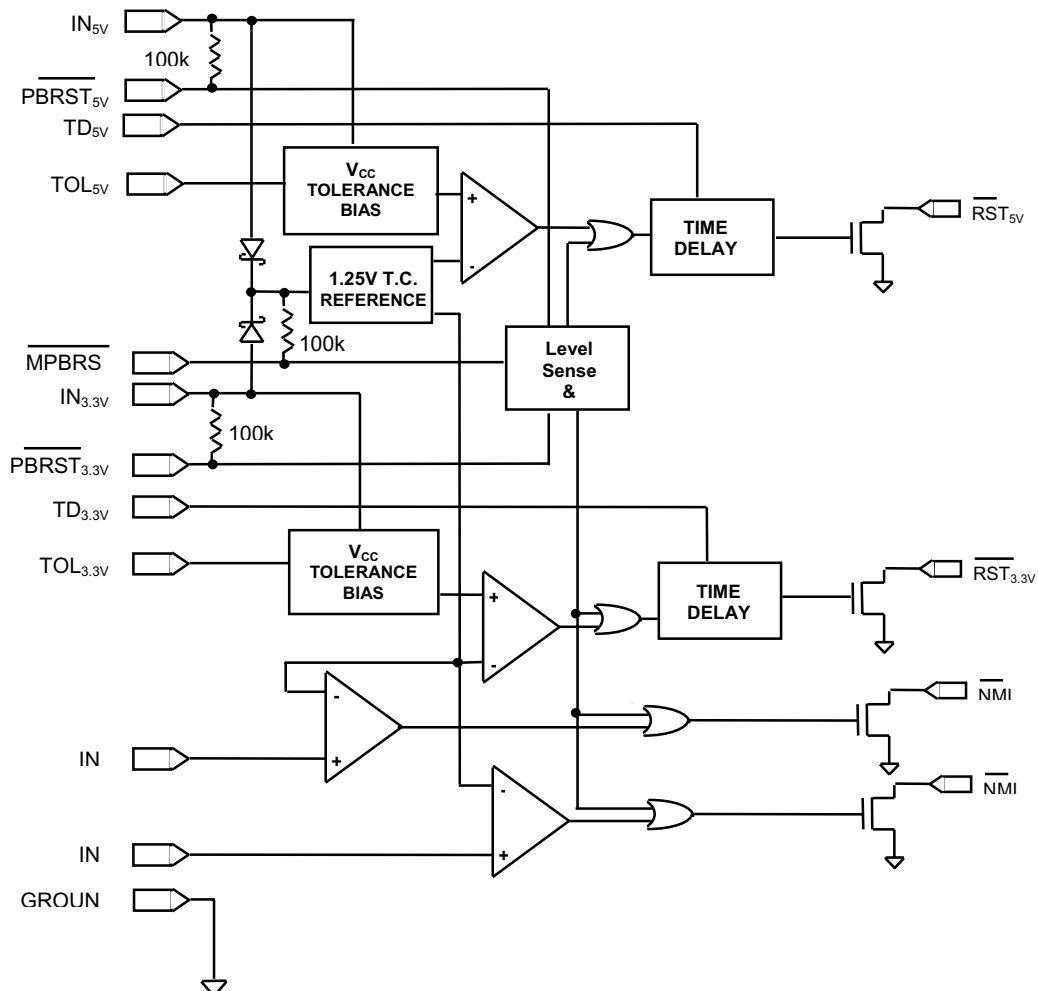 IN5V
100k
PBRST5V
TD5V
TOL5V
VCC
TOLERANCE
BIAS
+
-
TIME
DELAY
RST5V
1.25V T.C.
REFERENCE
100k
MPBRS
Level
Sense
&
IN3.3V
100k
PBRST3.3V
TD3.3V
TOL3.3V
VCC
TOLERANCE
BIAS
+
-
TIME
DELAY
RST3.3V
-
+
NMI
IN
-
+
NMI
IN
GROUN